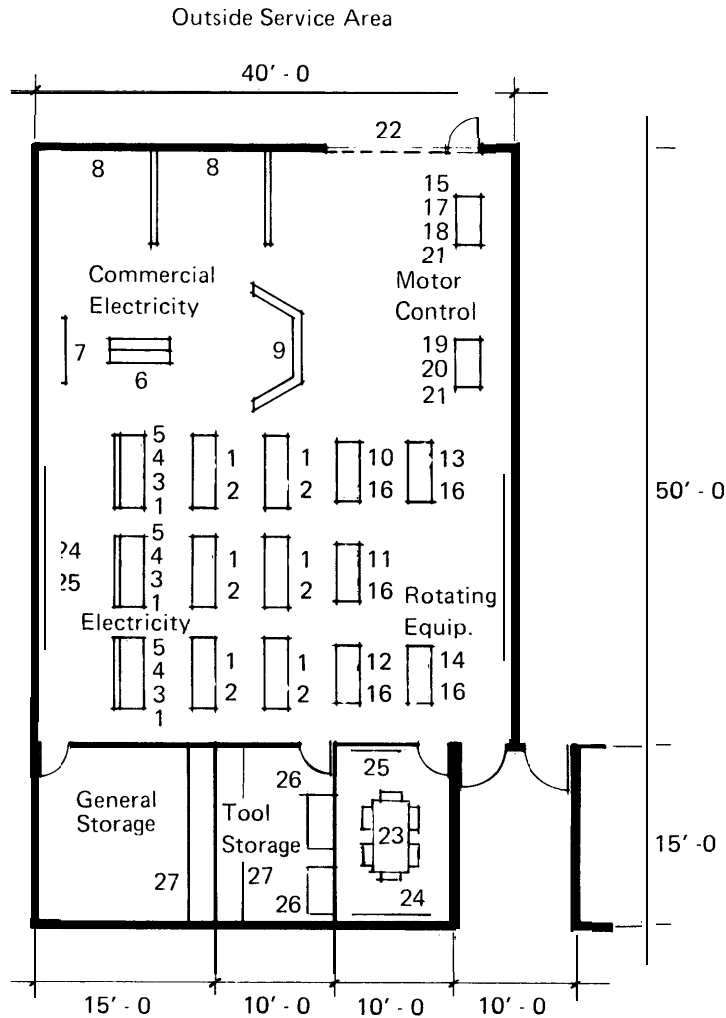 Outside Service Area
40' - 0
22
8
8
15
17
18
21
Commercial
Electricity
Motor
Control
7
6
9
19
20
21
5
4
3
1
1
2
1
2
10
16
13
16
50' - 0
24
25
5
4
3
1
1
2
1
2
11
16
Rotating
Equip.
Electricity
5
4
3
1
1
2
1
2
12
16
14
16
General
Storage
27
Tool
Storage
26
27
26
25
23
24
15' - 0
15' - 0
10' - 0
10' - 0
10' - 0